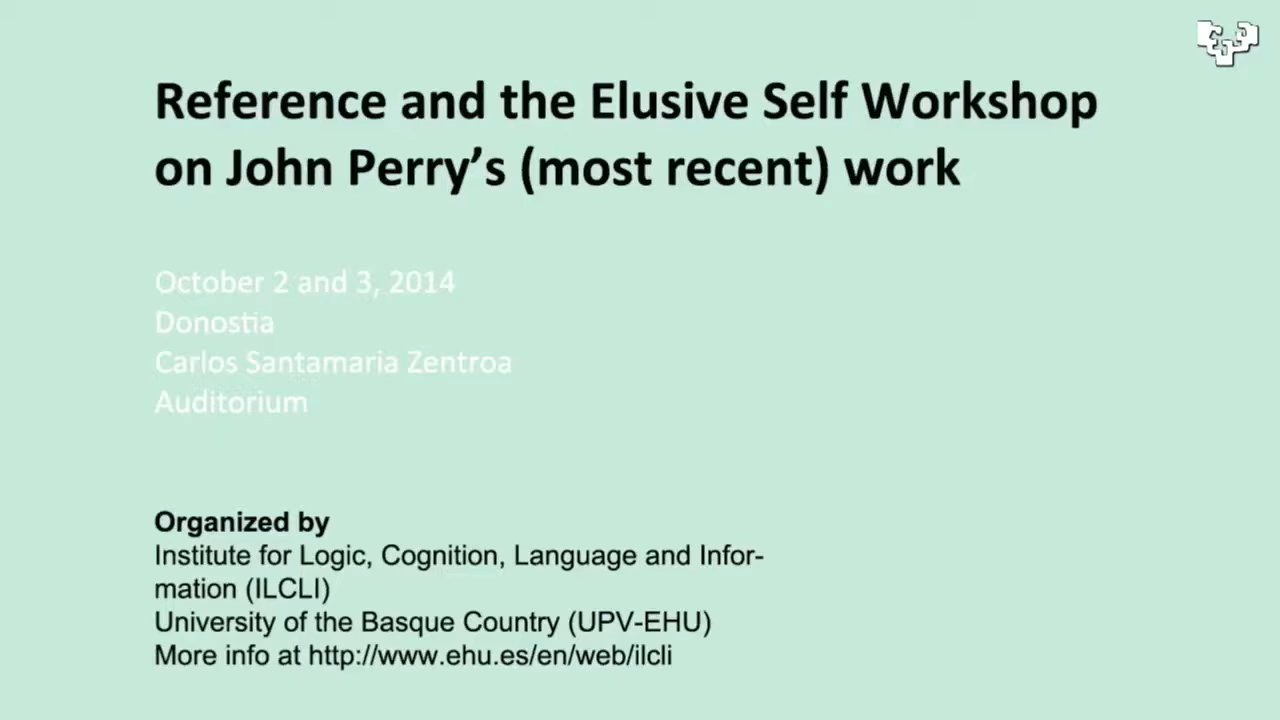 Reference and the Elusive Self Workshop
on John Perry’s (most recent) work
October 2 and 3, 2014
Donostia
Carlos Santamaria Zentroa
Auditorium
Organized by
Institute for Logic, Cognition, Language and Infor-
mation (ILCLI)
University of the Basque Country (UPV-EHU)
More info at http://www.ehu.es/en/web/ilcli